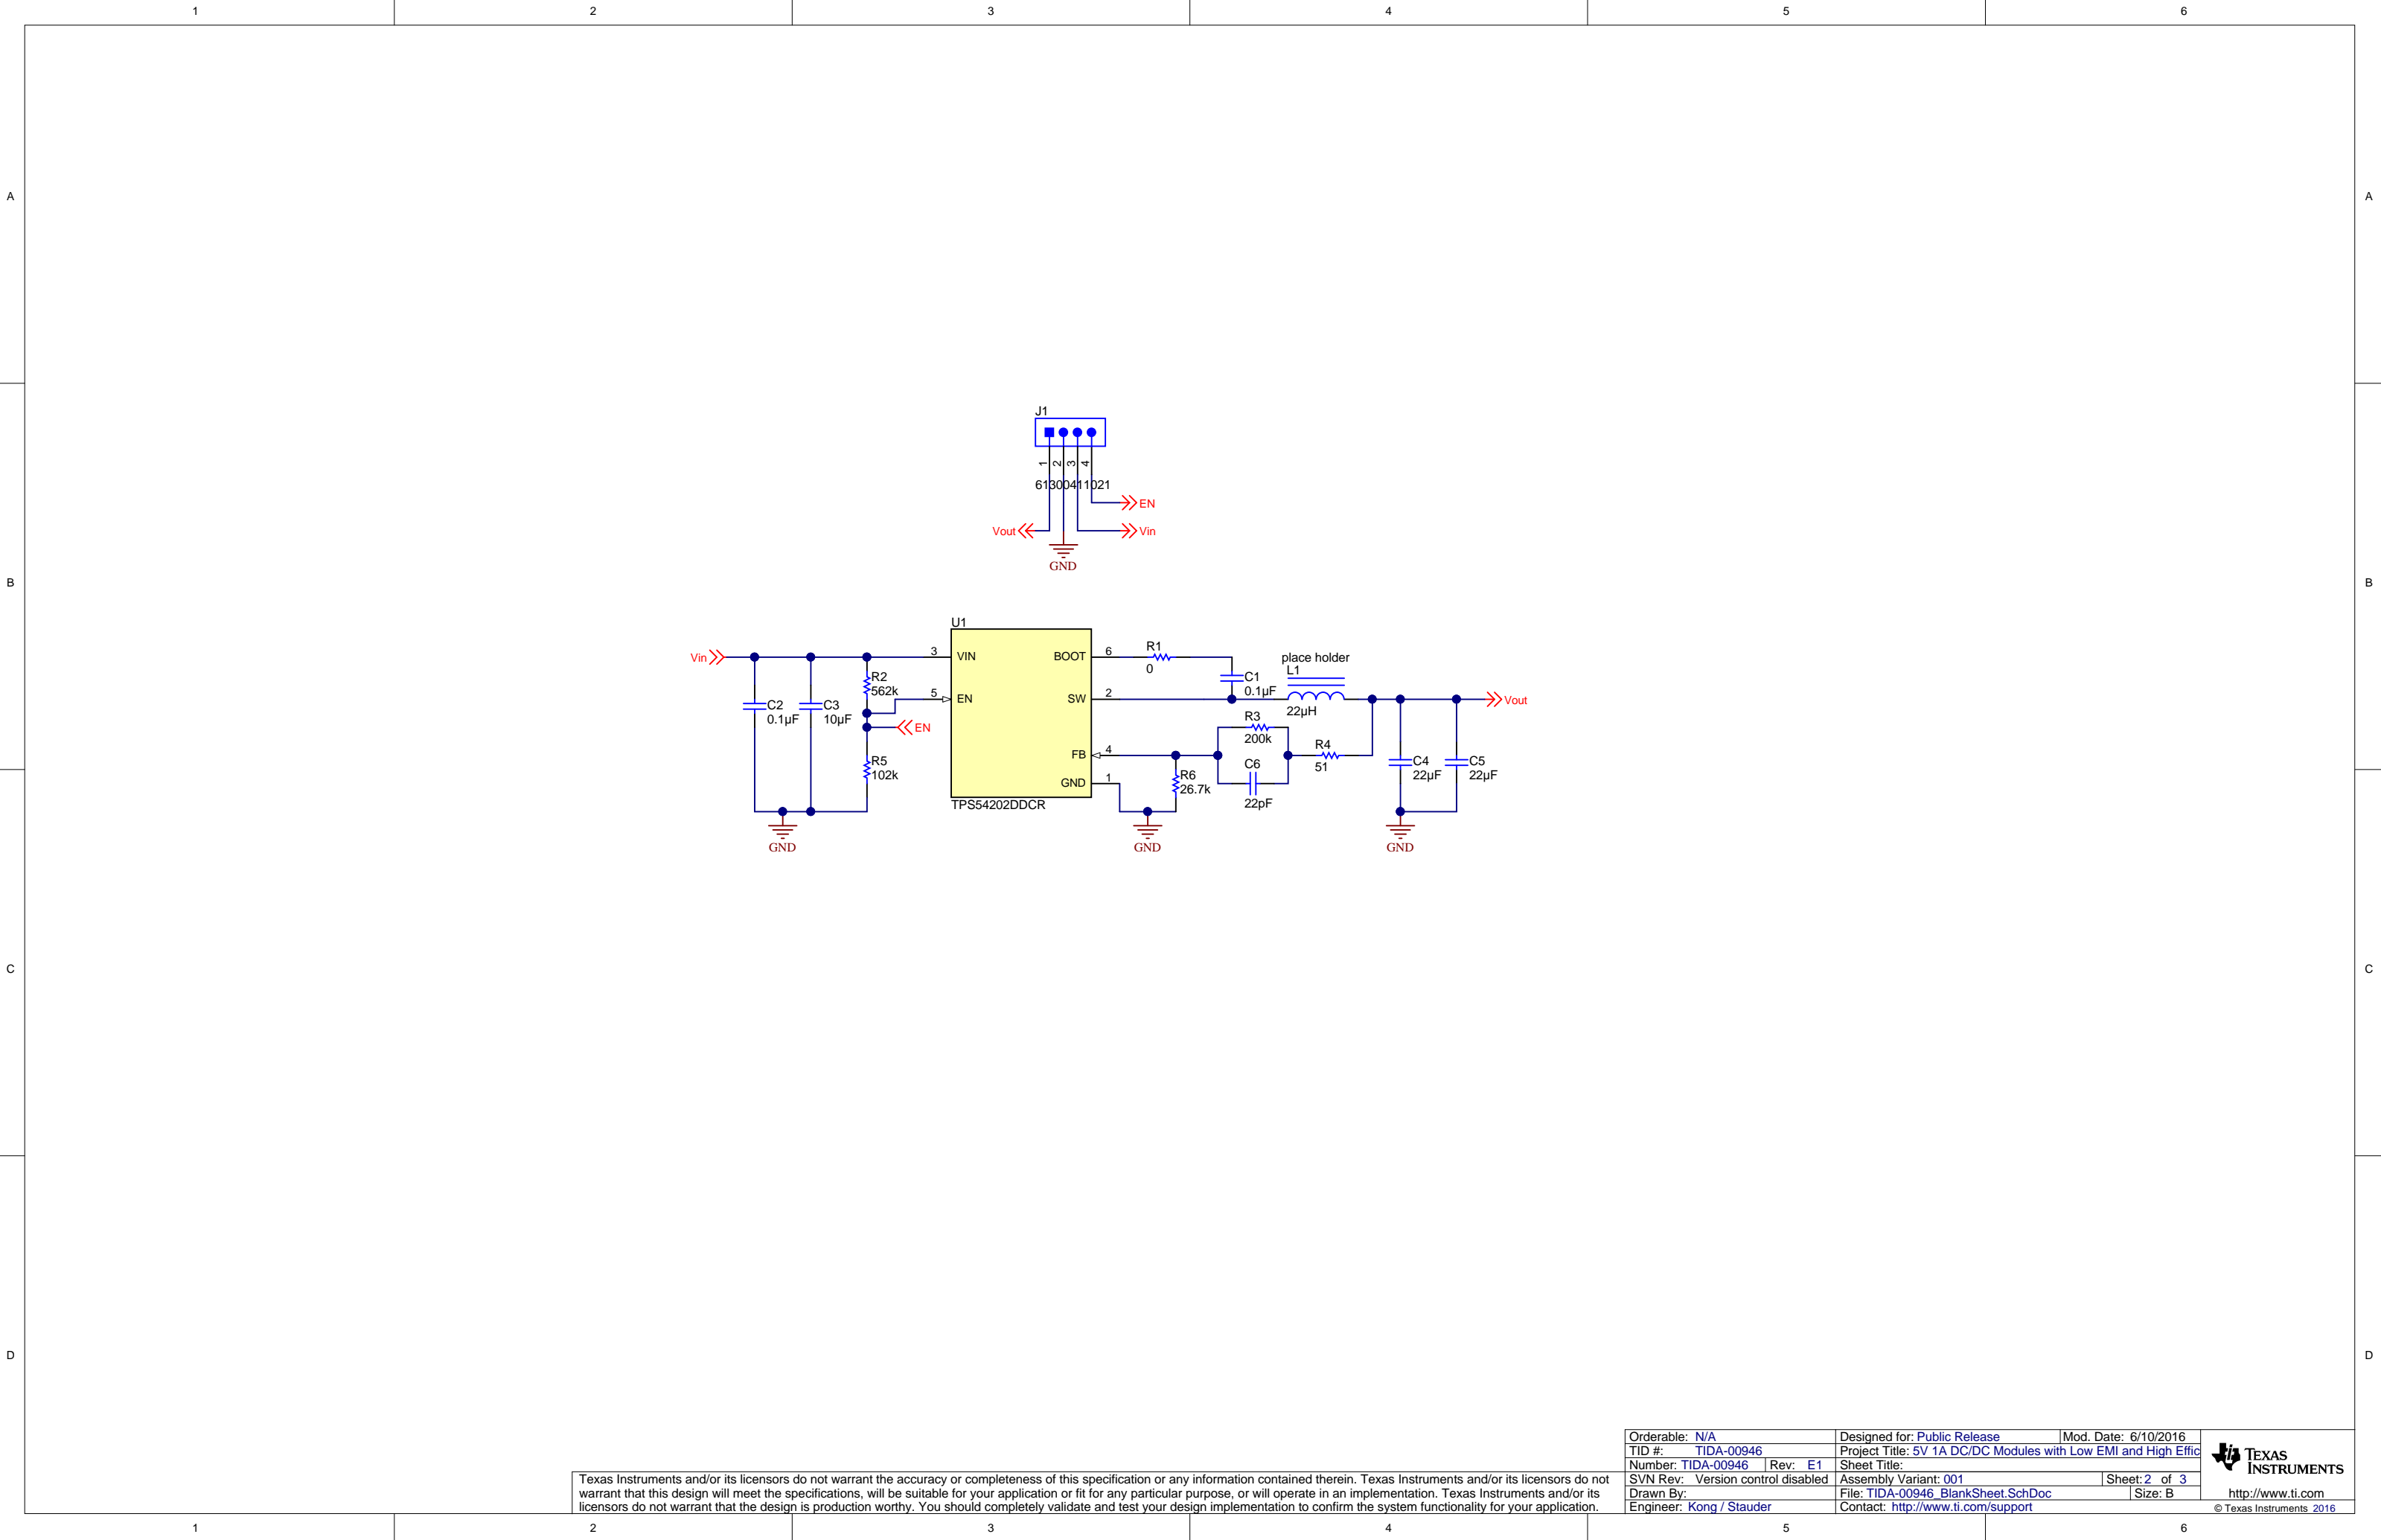 1 2 3 4 5 6
A A
J1
1 2 3 4
61300411021
EN
Vout Vin
GND
B B
U1
Vin 3 VIN BOOT 6 R1
0
place holder
L1
R2
562k
C1
0.1µF
5 EN SW 2
22µH
Vout
C2
0.1µF
C3
10µF
EN
R3
200k
R4
51
FB 4
R5
102k
C6
22pF
R6
26.7k
C4
22µF
C5
22µF
GND 1
TPS54202DDCR
GND GND GND
C C
D D
Orderable: N/A Designed for: Public Release Mod. Date: 6/10/2016
TID #: TIDA-00946 Project Title: 5V 1A DC/DC Modules with Low EMI and High Effic
Number: TIDA-00946 Rev: E1 Sheet Title:
SVN Rev: Version control disabled Assembly Variant: 001 Sheet: 2 of 3
Drawn By: File: TIDA-00946_BlankSheet.SchDoc Size: B
Engineer: Kong / Stauder Contact: http://www.ti.com/support
TEXAS
INSTRUMENTS
http://www.ti.com
© Texas Instruments 2016
Texas Instruments and/or its licensors do not warrant the accuracy or completeness of this specification or any information contained therein. Texas Instruments and/or its licensors do not
warrant that this design will meet the specifications, will be suitable for your application or fit for any particular purpose, or will operate in an implementation. Texas Instruments and/or its
licensors do not warrant that the design is production worthy. You should completely validate and test your design implementation to confirm the system functionality for your application.
1 2 3 4 5 6